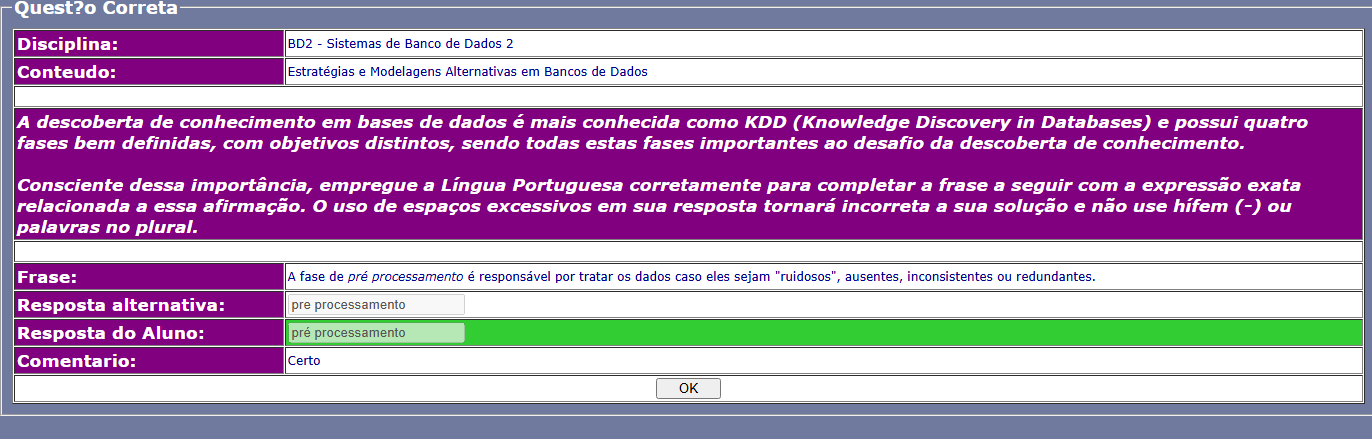 Quest?o Correta
Disciplina: BD2 - Sistemas de Banco de Dados 2
Conteudo: Estratégias e Modelagens Alternativas em Bancos de Dados
A descoberta de conhecimento em bases de dados é mais conhecida como KDD (Knowledge Discovery in Databases) e possui quatro
fases bem definidas, com objetivos distintos, sendo todas estas fases importantes ao desafio da descoberta de conhecimento.
Consciente dessa importância, empregue a Língua Portuguesa corretamente para completar a frase a seguir com a expressão exata
relacionada a essa afirmação. O uso de espaços excessivos em sua resposta tornará incorreta a sua solução e não use hífem (-) ou
palavras no plural.
Frase: A fase de pré processamento é responsável por tratar os dados caso eles sejam "ruidosos", ausentes, inconsistentes ou redundantes.
Resposta alternativa: pre processamento
Resposta do Aluno: pré processamento
Comentario: Certo
OK